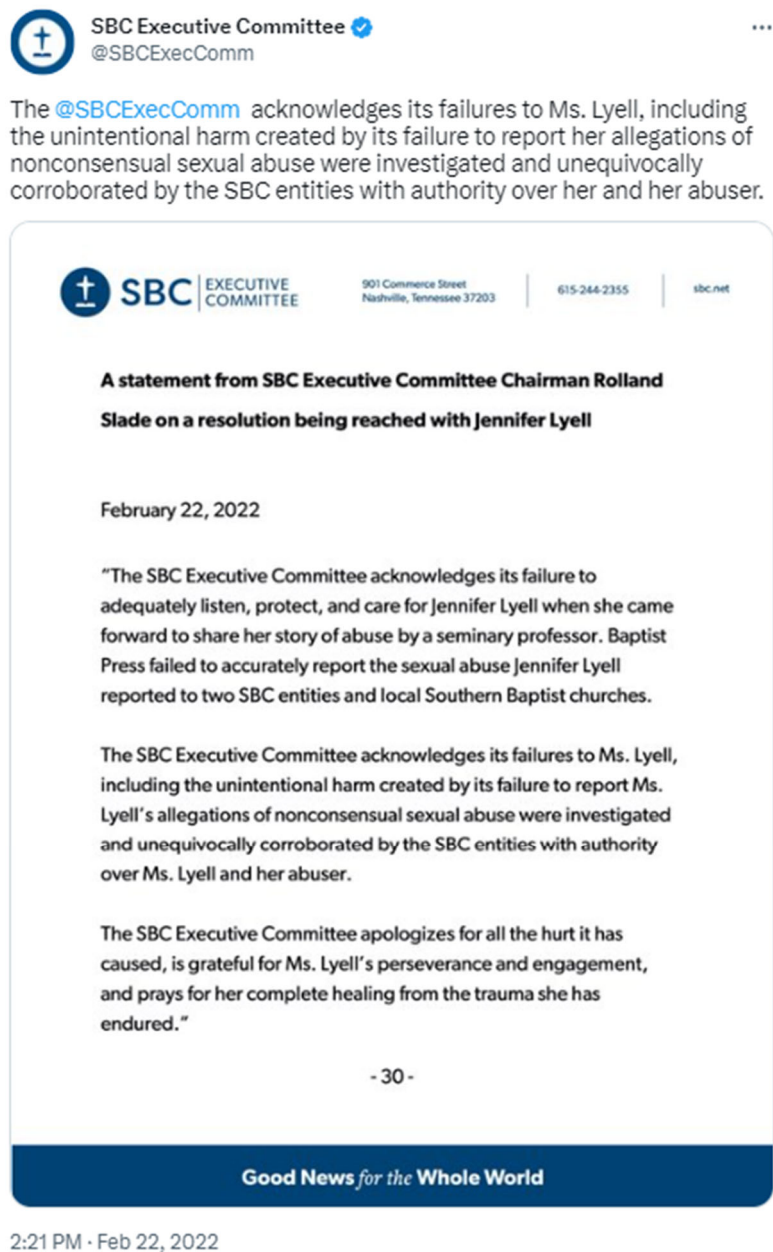 SBC Executive Committee
@SBCExecComm
The @SBCExecComm acknowledges its failures to Ms. Lyell, including
the unintentional harm created by its failure to report her allegations of
nonconsensual sexual abuse were investigated and unequivocally
corroborated by the SBC entities with authority over her and her abuser.
SBC EXECUTIVE
COMMITTEE
901 Commerce Street
Nashville, Tennessee 37203
615-244-2355
sbc.net
A statement from SBC Executive Committee Chairman Rolland
Slade on a resolution being reached with Jennifer Lyell
February 22, 2022
"The SBC Executive Committee acknowledges its failure to
adequately listen, protect, and care for Jennifer Lyell when she came
forward to share her story of abuse by a seminary professor. Baptist
Press failed to accurately report the sexual abuse Jennifer Lyell
reported to two SBC entities and local Southern Baptist churches.
The SBC Executive Committee acknowledges its failures to Ms. Lyell,
including the unintentional harm created by its failure to report Ms.
Lyell's allegations of nonconsensual sexual abuse were investigated
and unequivocally corroborated by the SBC entities with authority
over Ms. Lyell and her abuser.
The SBC Executive Committee apologizes for all the hurt it has
caused, is grateful for Ms. Lyell's perseverance and engagement,
and prays for her complete healing from the trauma she has
endured."
- 30 -
Good News for the Whole World
2:21 PM · Feb 22, 2022